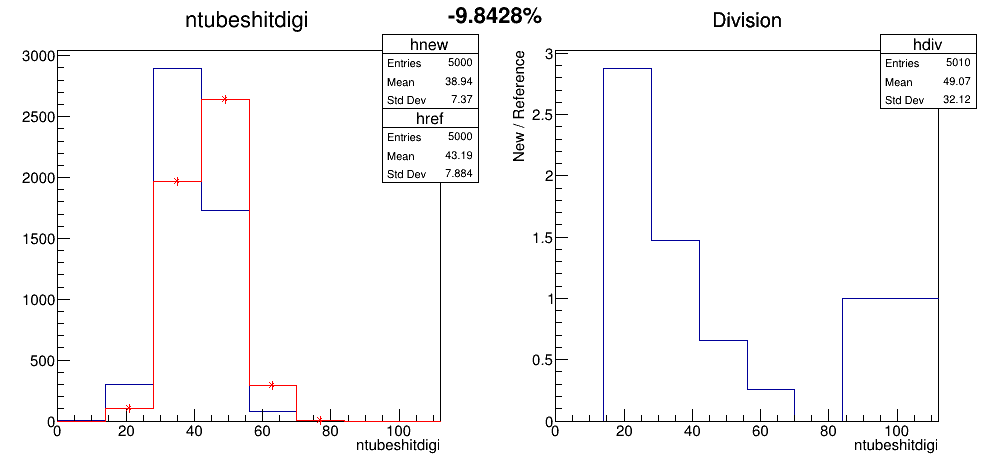 -9.8428%
ntubeshitdigi
hnew
Entries 5000
Mean 38.94
Std Dev 7.37
href
Entries 5000
Mean 43.19
Std Dev 7.884
3000
2500
2000
1500
1000
500
0
0 20 40 60 80 100
ntubeshitdigi
Division
hdiv
Entries 5010
Mean 49.07
Std Dev 32.12
New / Reference
3
2.5
2
1.5
1
0.5
0
0 20 40 60 80 100
ntubeshitdigi